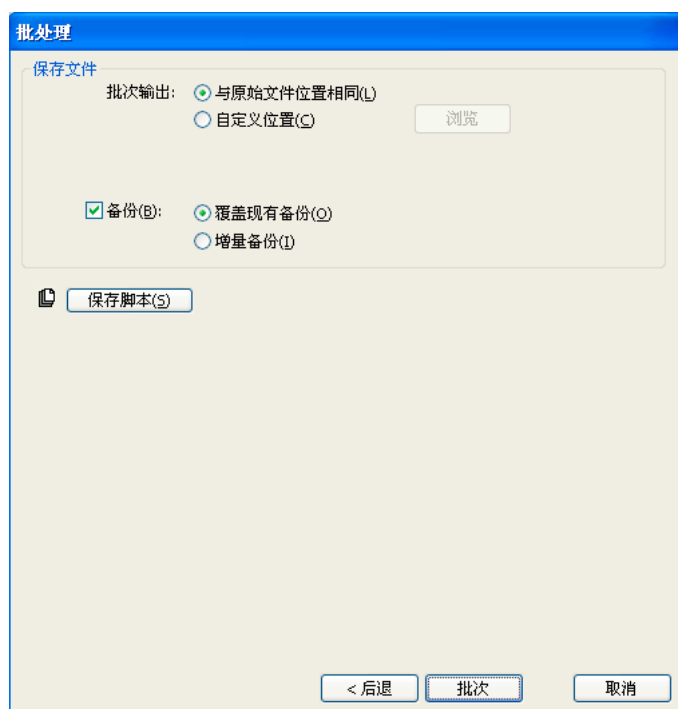 批处理
保存文件
批次输出: 与原始文件位置相同(L)
自定义位置(C) 浏览
备份(B): 覆盖现有备份(O)
增量备份(I)
保存脚本(S)
< 后退 批次 取消